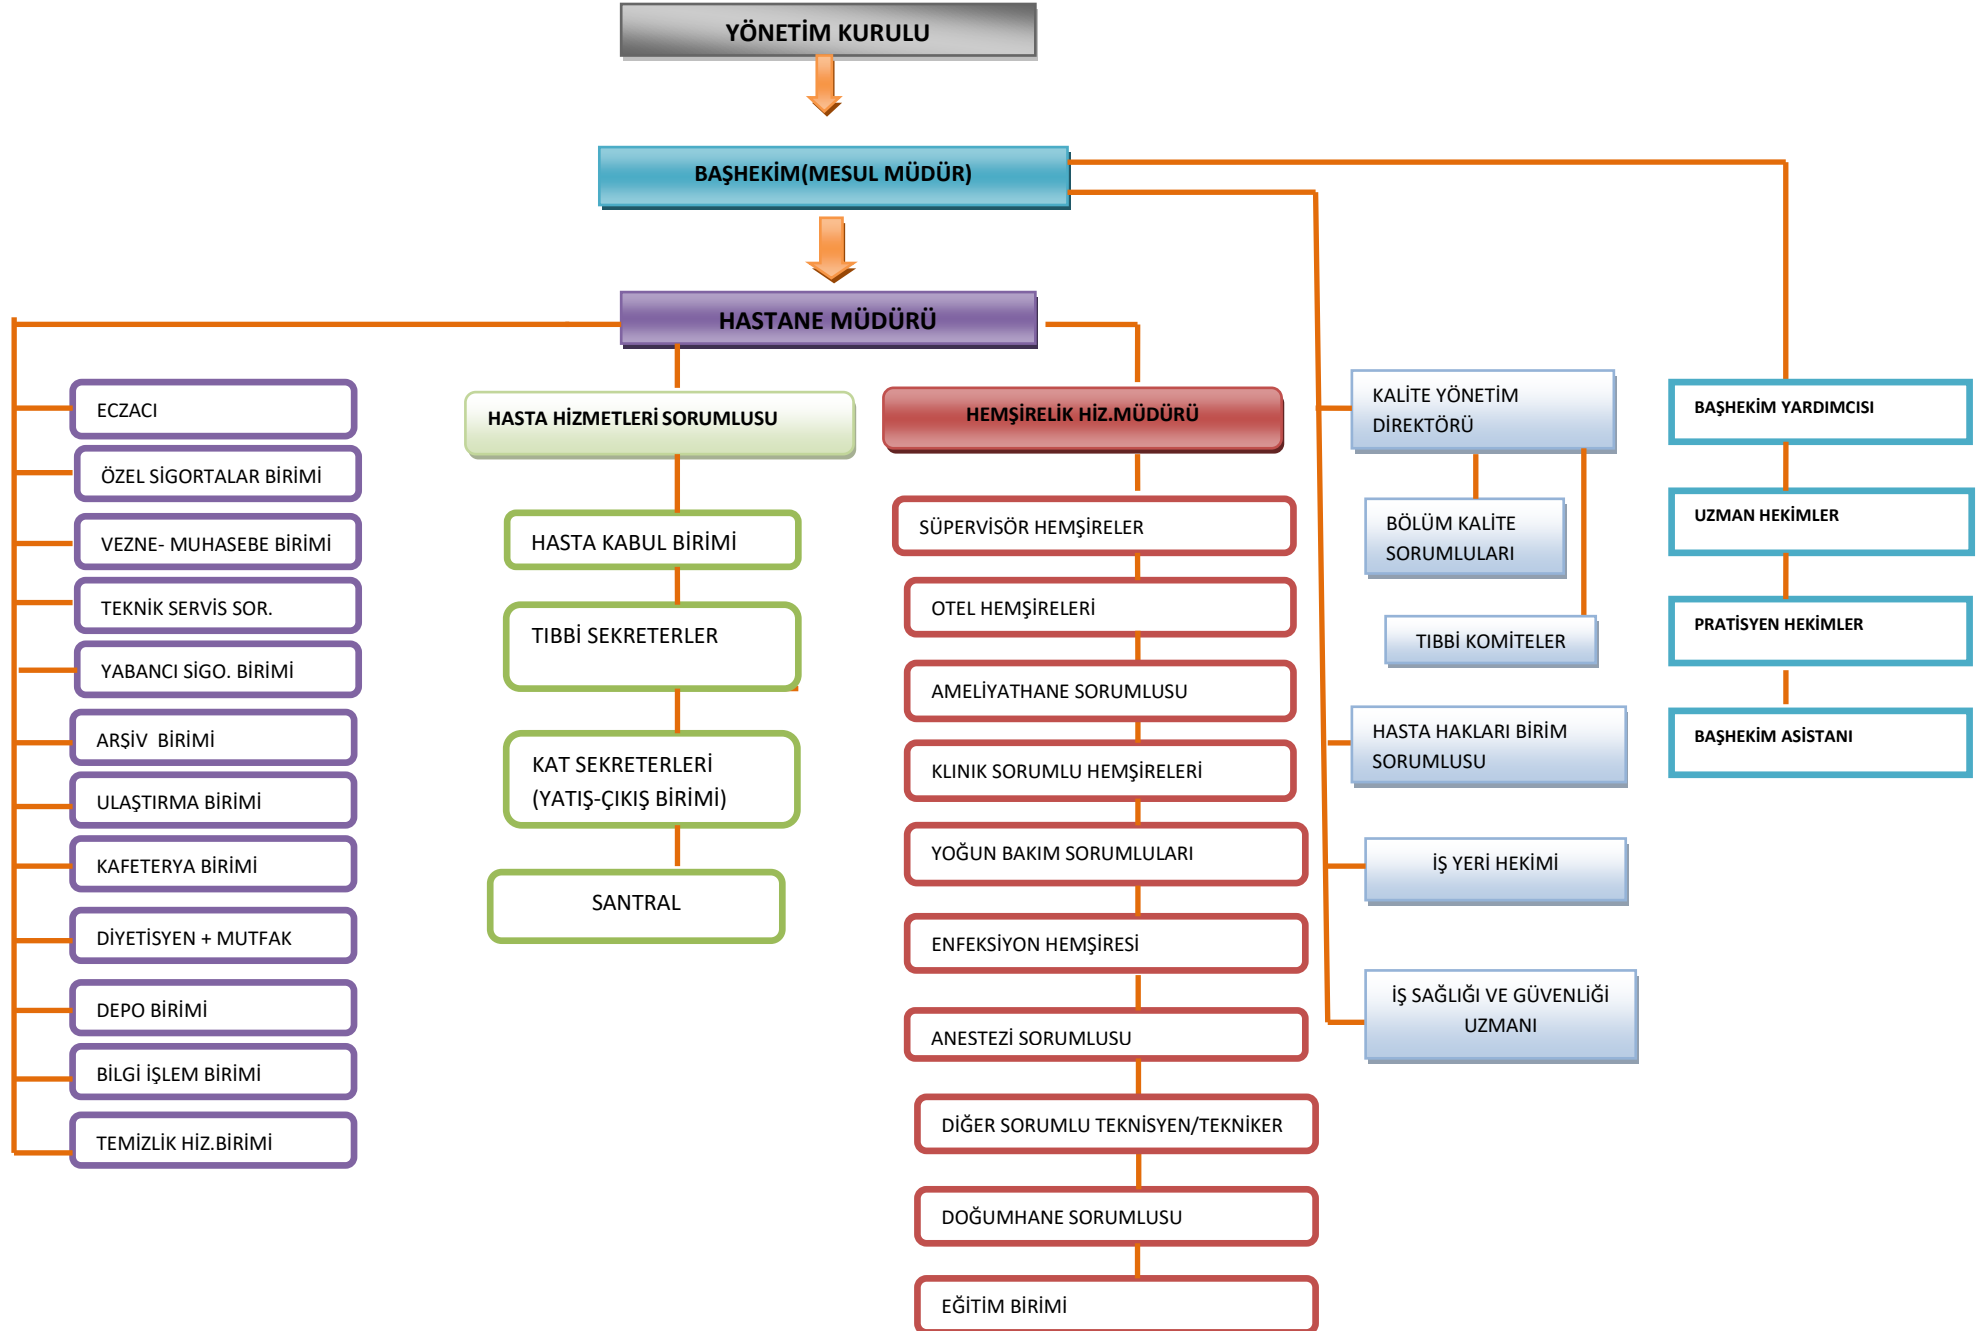 YÖNETİM KURULU
BAŞHEKİM(MESUL MÜDÜR)
HASTANE MÜDÜRÜ
ECZACI
ÖZEL SİGORTALAR BİRİMİ
VEZNE- MUHASEBE BİRİMİ
TEKNİK SERVİS SOR.
YABANCI SİGO. BİRİMİ
ARŞİV  BİRİMİ
ULAŞTIRMA BİRİMİ
KAFETERYA BİRİMİ
DİYETİSYEN + MUTFAK
DEPO BİRİMİ
BİLGİ İŞLEM BİRİMİ
TEMİZLİK HİZ.BİRİMİ
HASTA HİZMETLERİ SORUMLUSU
HASTA KABUL BİRİMİ
TIBBİ SEKRETERLER
KAT SEKRETERLERİ
(YATIŞ-ÇIKIŞ BİRİMİ)
SANTRAL
HEMŞİRELİK HİZ.MÜDÜRÜ
SÜPERVİSÖR HEMŞİRELER
OTEL HEMŞİRELERİ
AMELİYATHANE SORUMLUSU
KLINIK SORUMLU HEMŞİRELERİ
YOĞUN BAKIM SORUMLULARI
ENFEKSİYON HEMŞİRESİ
ANESTEZİ SORUMLUSU
DİĞER SORUMLU TEKNİSYEN/TEKNİKER
DOĞUMHANE SORUMLUSU
EĞİTİM BİRİMİ
KALİTE YÖNETİM
DİREKTÖRÜ
BÖLÜM KALİTE
SORUMLULARI
TIBBİ KOMİTELER
HASTA HAKLARI BİRİM
SORUMLUSU
İŞ YERİ HEKİMİ
İŞ SAĞLIĞI VE GÜVENLİĞİ
UZMANI
BAŞHEKİM YARDIMCISI
UZMAN HEKİMLER
PRATİSYEN HEKİMLER
BAŞHEKİM ASİSTANI